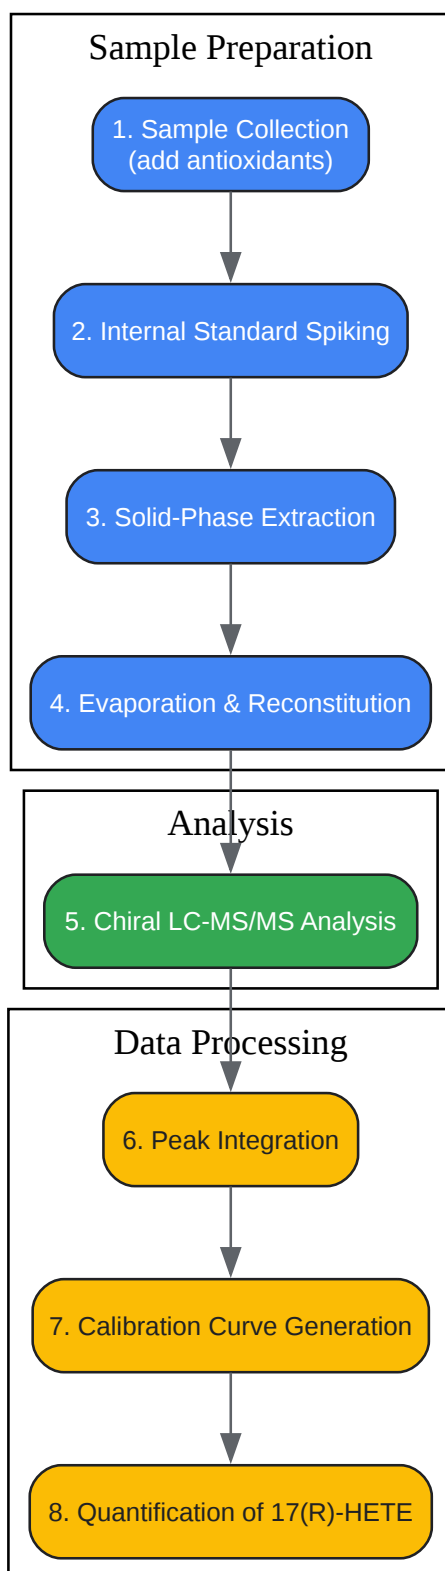 Sample Preparation
1. Sample Collection
(add antioxidants)
2. Internal Standard Spiking
3. Solid-Phase Extraction
4. Evaporation & Reconstitution
Analysis
5. Chiral LC-MS/MS Analysis
Data Processing
6. Peak Integration
7. Calibration Curve Generation
8. Quantification of 17(R)-HETE